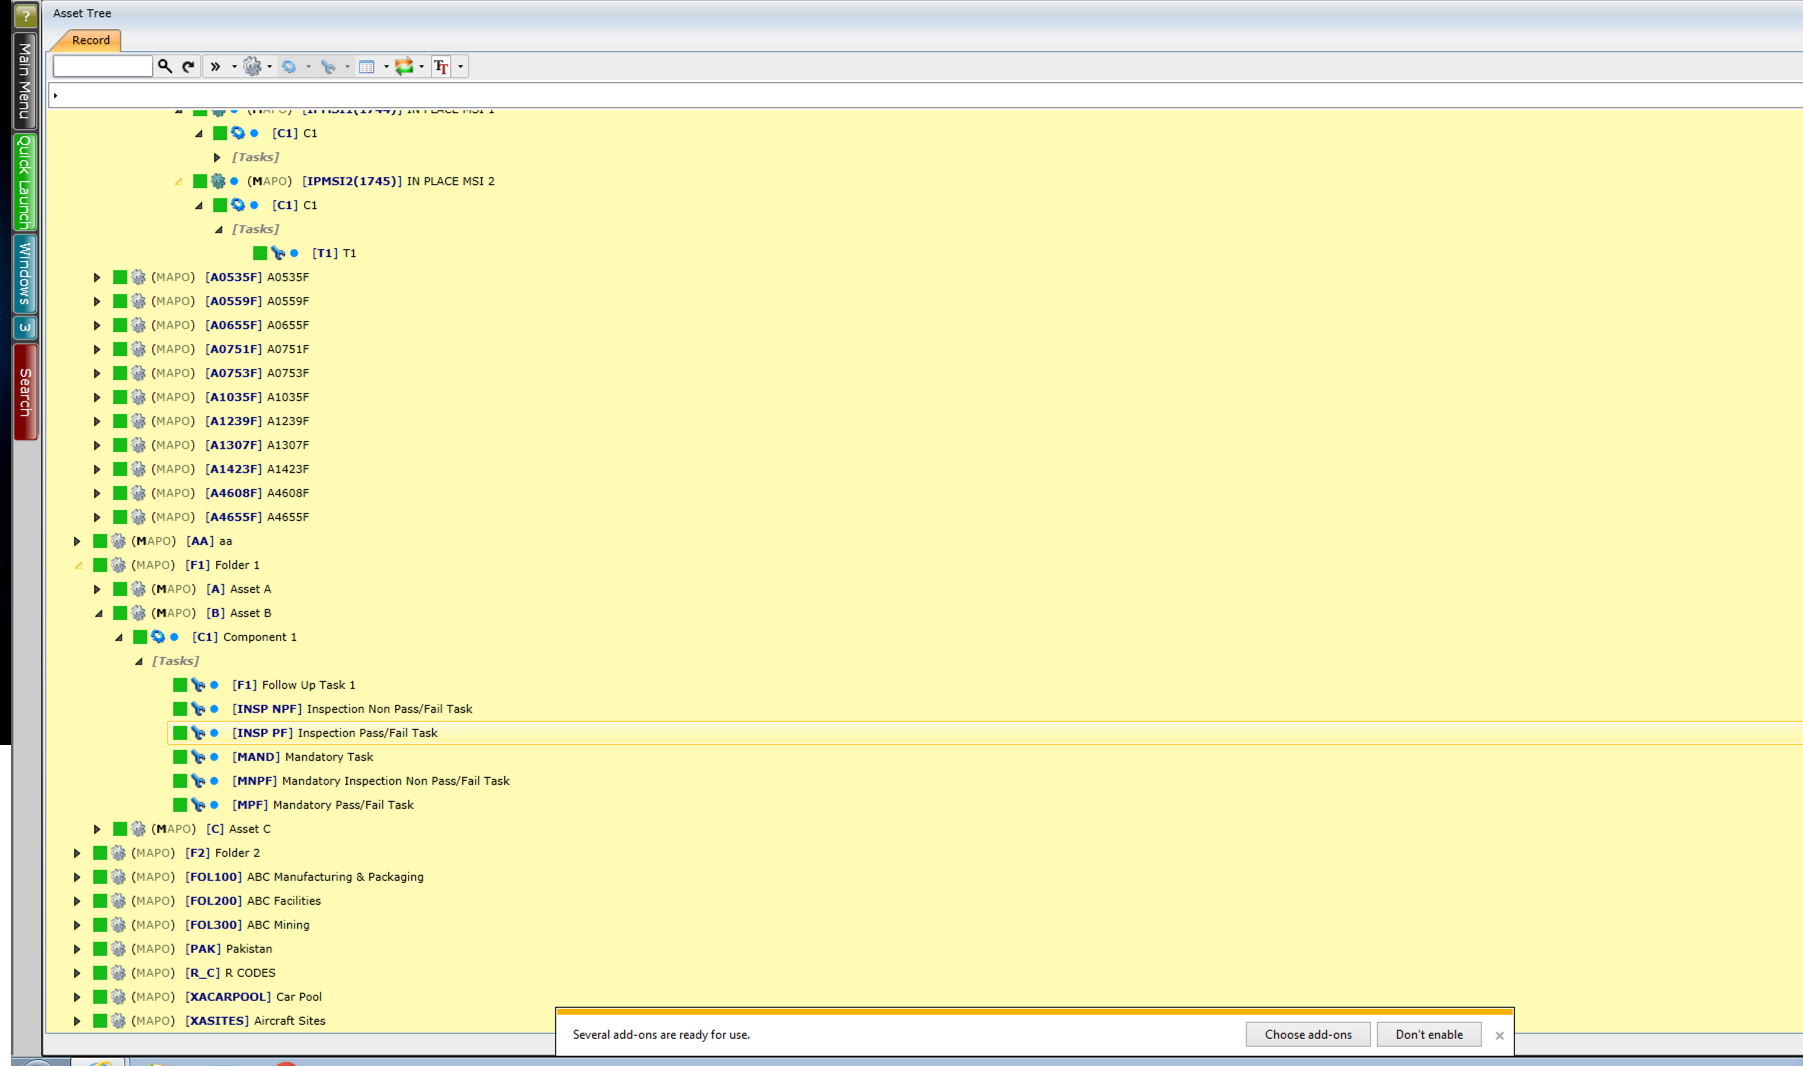 ?
Main Menu
Quick Launch
Windows
3
Search
Asset Tree
Record
(MAPO) [IPMSI1(1744)] IN PLACE MSI 1
[C1] C1
[Tasks]
(MAPO) [IPMSI2(1745)] IN PLACE MSI 2
[C1] C1
[Tasks]
[T1] T1
(MAPO) [A0535F] A0535F
(MAPO) [A0559F] A0559F
(MAPO) [A0655F] A0655F
(MAPO) [A0751F] A0751F
(MAPO) [A0753F] A0753F
(MAPO) [A1035F] A1035F
(MAPO) [A1239F] A1239F
(MAPO) [A1307F] A1307F
(MAPO) [A1423F] A1423F
(MAPO) [A4608F] A4608F
(MAPO) [A4655F] A4655F
(MAPO) [AA] aa
(MAPO) [F1] Folder 1
(MAPO) [A] Asset A
(MAPO) [B] Asset B
[C1] Component 1
[Tasks]
[F1] Follow Up Task 1
[INSP NPF] Inspection Non Pass/Fail Task
[INSP PF] Inspection Pass/Fail Task
[MAND] Mandatory Task
[MNPF] Mandatory Inspection Non Pass/Fail Task
[MPF] Mandatory Pass/Fail Task
(MAPO) [C] Asset C
(MAPO) [F2] Folder 2
(MAPO) [FOL100] ABC Manufacturing & Packaging
(MAPO) [FOL200] ABC Facilities
(MAPO) [FOL300] ABC Mining
(MAPO) [PAK] Pakistan
(MAPO) [R_C] R CODES
(MAPO) [XACARPOOL] Car Pool
(MAPO) [XASITES] Aircraft Sites
Several add-ons are ready for use.
Choose add-ons
Don't enable